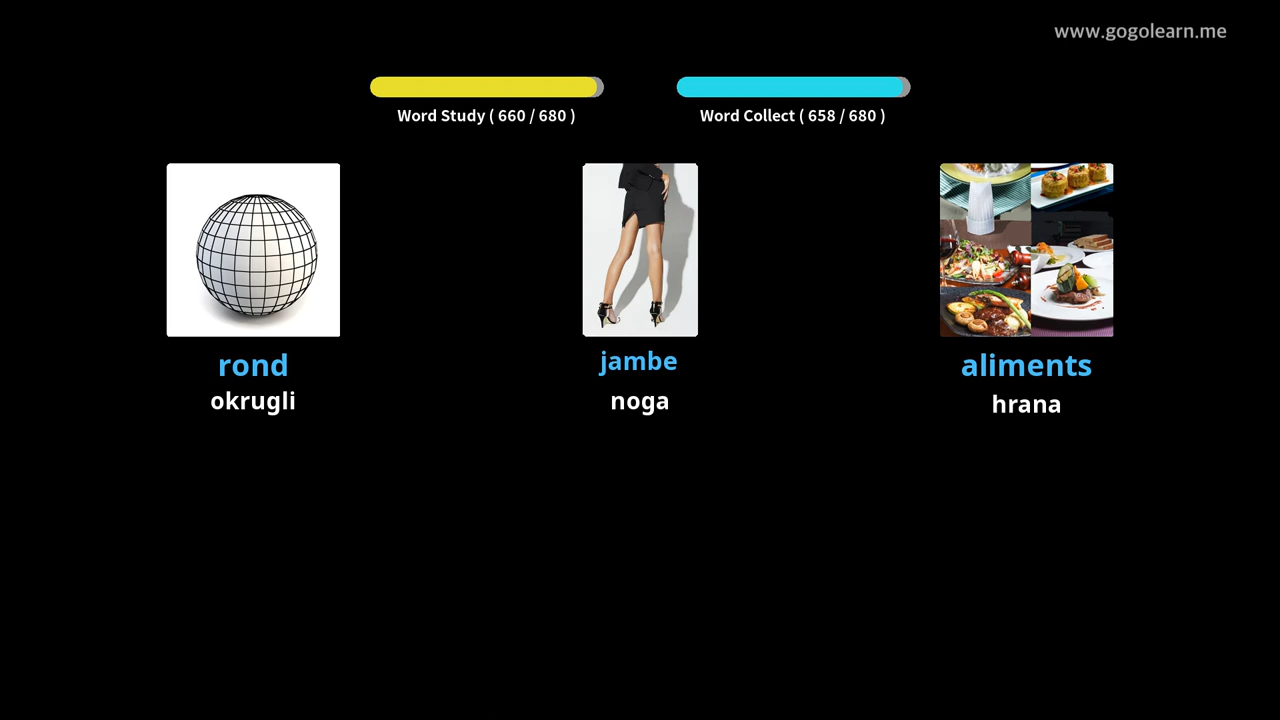 www.gogolearn.me
Word Study ( 660 / 680 )
Word Collect ( 658 / 680 )
rond
okrugli
jambe
noga
aliments
hrana